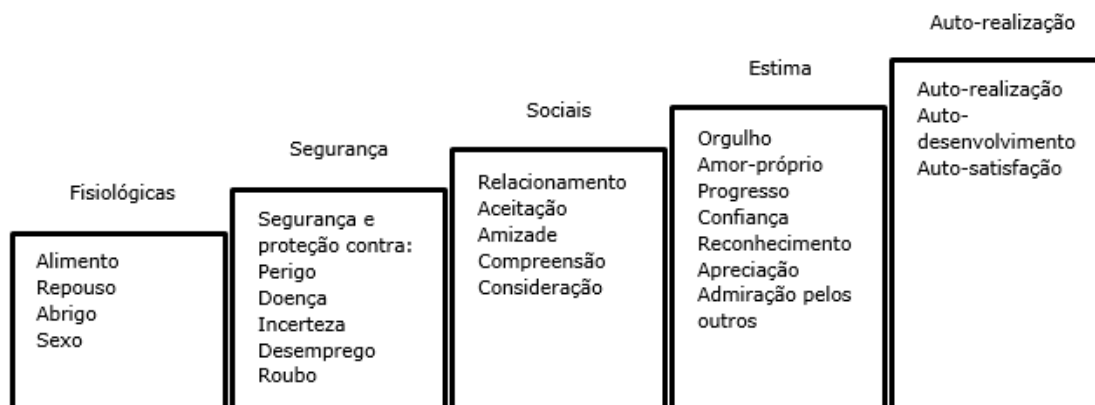 Fisiológicas
Alimento
Repouso
Abrigo
Sexo
Segurança
Segurança e
proteção contra:
Perigo
Doença
Incerteza
Desemprego
Roubo
Sociais
Relacionamento
Aceitação
Amizade
Compreensão
Consideração
Estima
Orgulho
Amor-próprio
Progresso
Confiança
Reconhecimento
Apreciação
Admiração pelos
outros
Auto-realização
Auto-realização
Auto-
desenvolvimento
Auto-satisfação